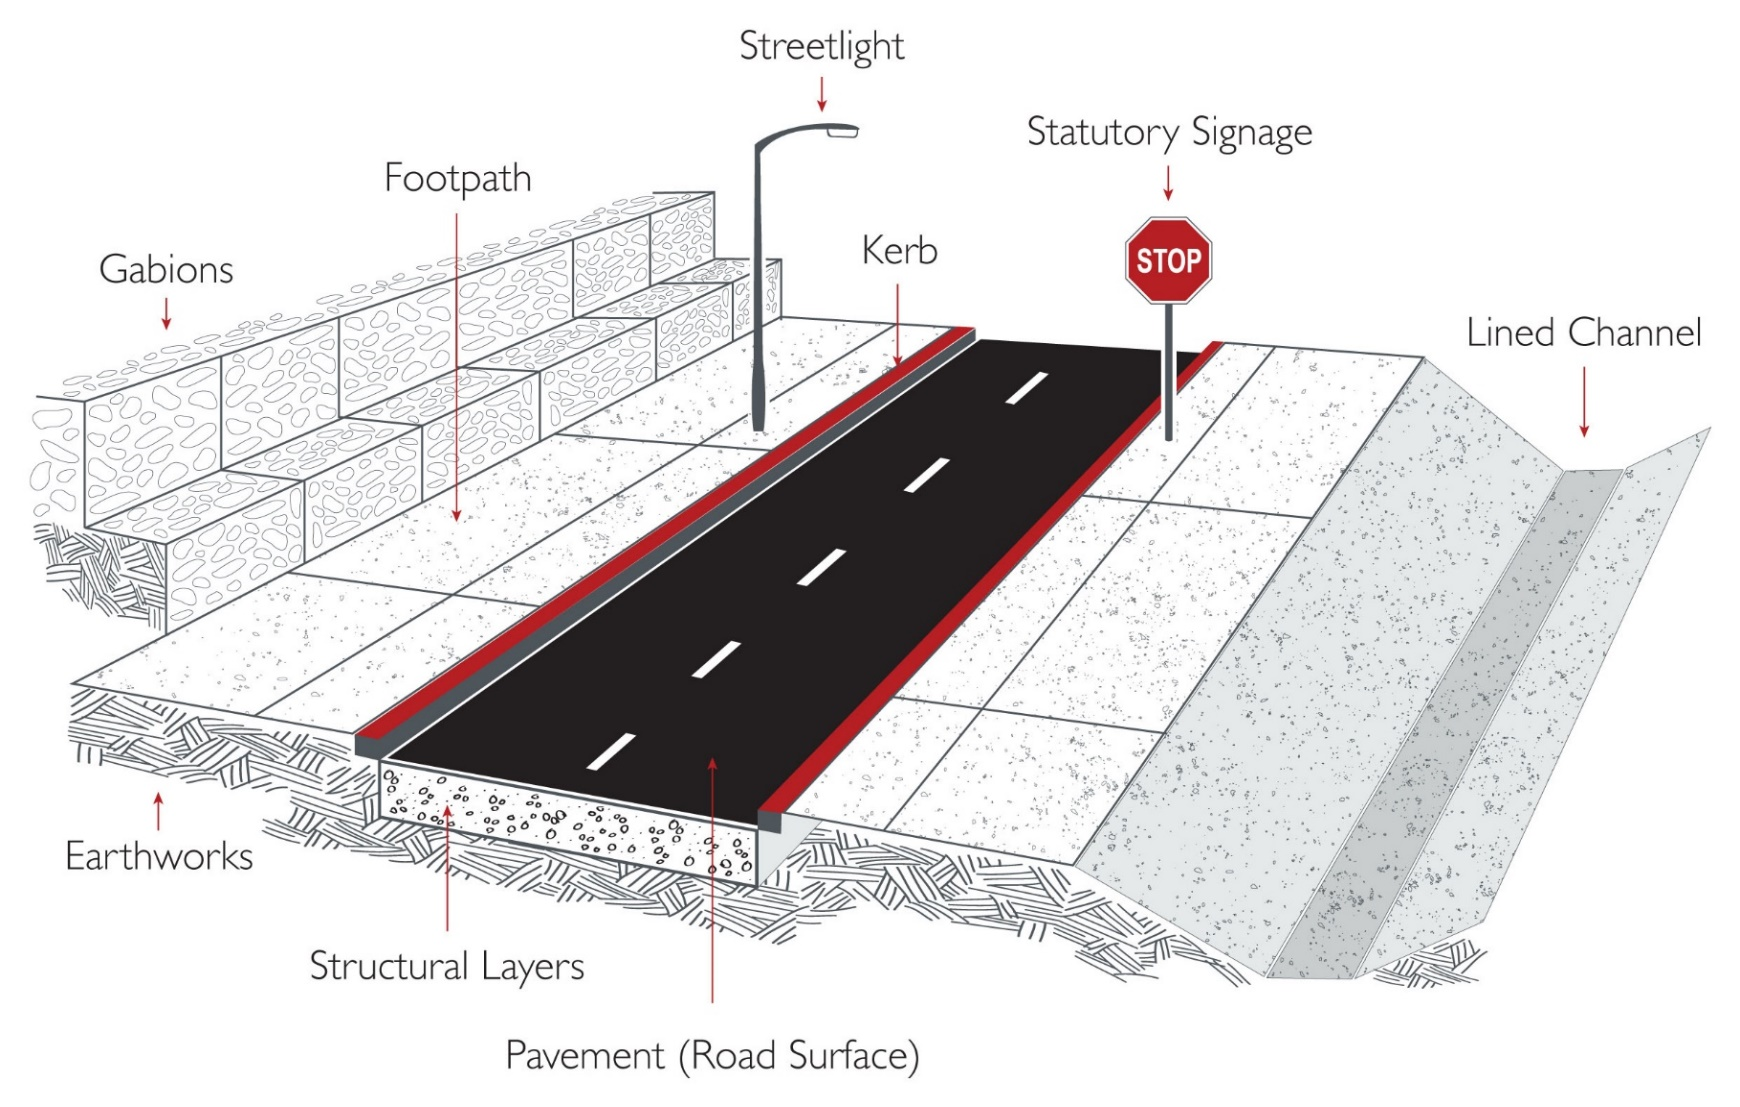 Streetlight
Statutory Signage
Footpath
Kerb
Gabions
STOP
Lined Channel
Earthworks
Structural Layers
Pavement (Road Surface)